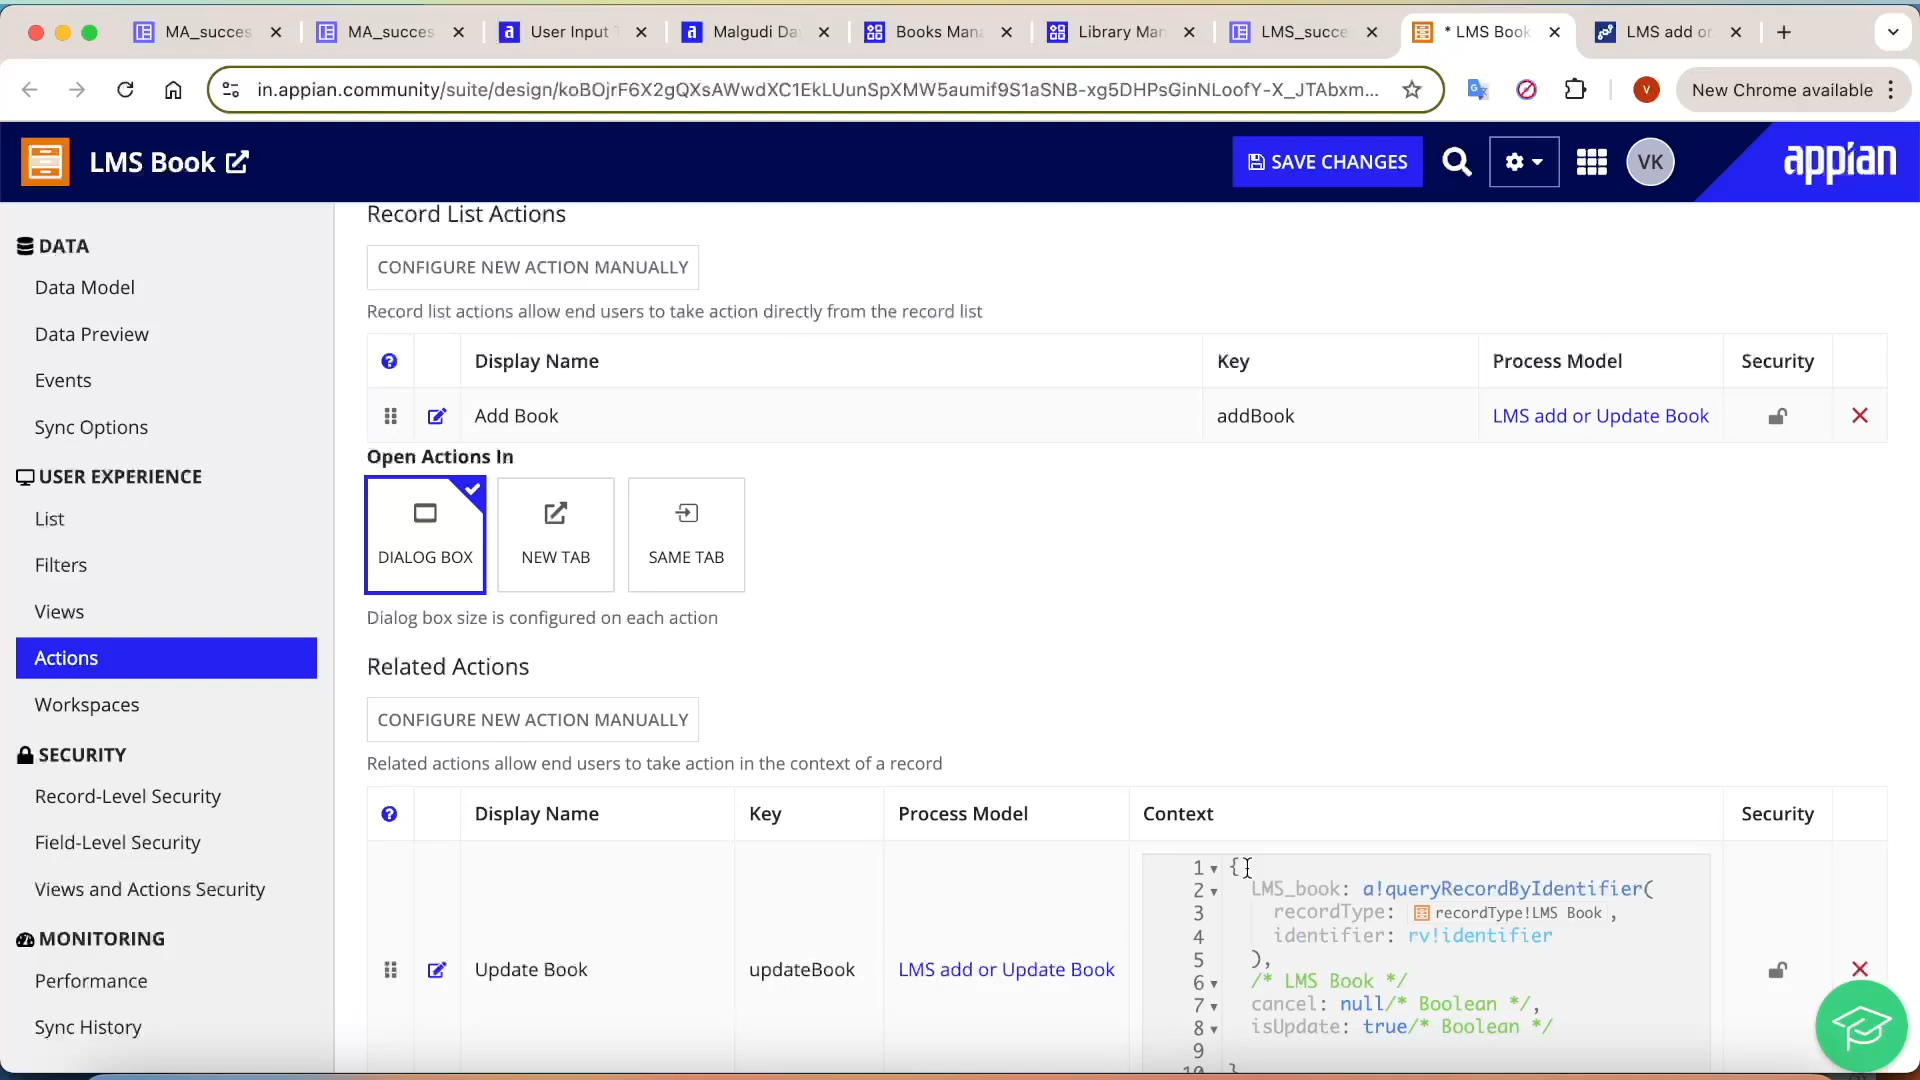 MA_succes
MA_succes
User Input
Malgudi Da
Books Mana
Library Man
LMS_succe
* LMS Book
LMS add or
in.appian.community/suite/design/koBOjrF6X2gQXsAWwdXC1EkLUunSpXMW5aumif9S1aSNB-xg5DHPsGinNLoofY-X_JTAbxm...
V
New Chrome available
LMS Book
SAVE CHANGES
VK
appian
DATA
Data Model
Data Preview
Events
Sync Options
USER EXPERIENCE
List
Filters
Views
Actions
Workspaces
SECURITY
Record-Level Security
Field-Level Security
Views and Actions Security
MONITORING
Performance
Sync History
Record List Actions
CONFIGURE NEW ACTION MANUALLY
Record list actions allow end users to take action directly from the record list
Display Name Key Process Model Security
Add Book addBook LMS add or Update Book
Open Actions In
DIALOG BOX NEW TAB SAME TAB
Dialog box size is configured on each action
Related Actions
CONFIGURE NEW ACTION MANUALLY
Related actions allow end users to take action in the context of a record
Display Name Key Process Model Context Security
Update Book updateBook LMS add or Update Book
1 {
2 LMS_book: a!queryRecordByIdentifier(
3 recordType: recordType!LMS Book ,
4 identifier: rv!identifier
5 ),
6 /* LMS Book */
7 cancel: null/* Boolean */,
8 isUpdate: true/* Boolean */
9
10 }